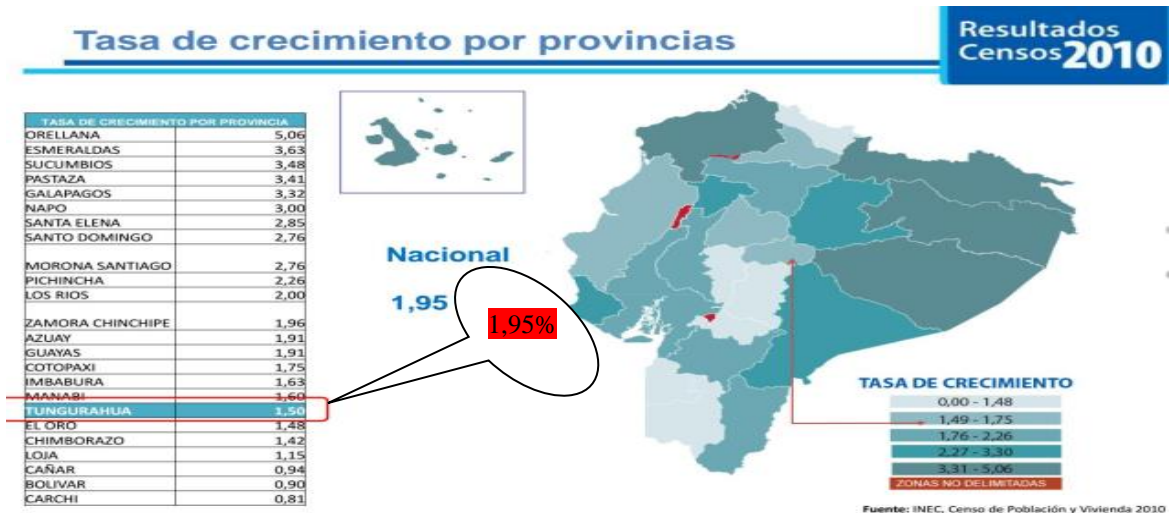 Tasa de crecimiento por provincias
Resultados
Censos 2010
TASA DE CRECIMIENTO POR PROVINCIA
ORELLANA 5,06
ESMERALDAS 3,63
SUCUMBIOS 3,48
PASTAZA 3,41
GALAPAGOS 3,32
NAPO 3,00
SANTA ELENA 2,85
SANTO DOMINGO 2,76
MORONA SANTIAGO 2,76
PICHINCHA 2,26
LOS RIOS 2,00
ZAMORA CHINCHIPE 1,96
AZUAY 1,91
GUAYAS 1,91
COTOPAXI 1,75
IMBABURA 1,63
MANABI 1,60
TUNGURAHUA 1,50
EL ORO 1,48
CHIMBORAZO 1,42
LOJA 1,15
CAÑAR 0,94
BOLIVAR 0,90
CARCHI 0,81
Nacional
1,95
1,95%
TASA DE CRECIMIENTO
0,00 - 1,48
1,49 - 1,75
1,76 - 2,26
2,27 - 3,30
3,31 - 5,06
ZONAS NO DELIMITADAS
Fuente: INEC, Censo de Población y Vivienda 2010